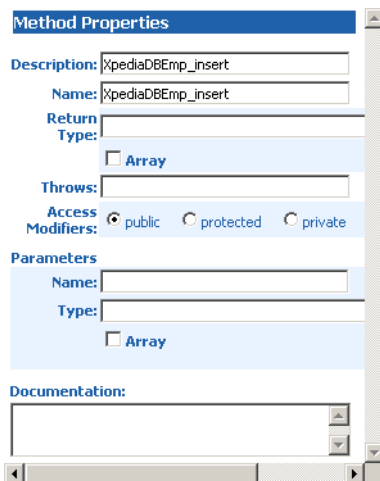 Method Properties
Description: XpediaDBEmp_insert
Name: XpediaDBEmp_insert
Return
Type:
Array
Throws:
Access
Modifiers: public protected private
Parameters
Name:
Type:
Array
Documentation: